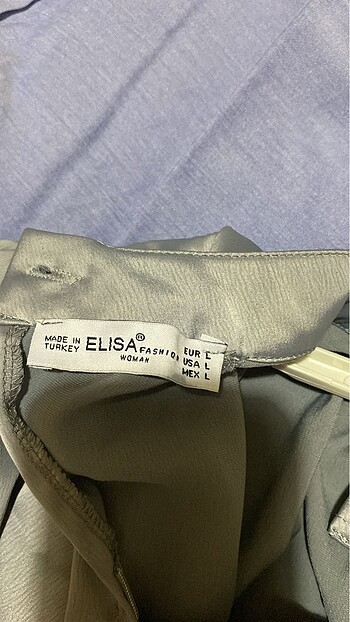 MADE IN
TURKEY
ELISA®
FASHION
WOMAN
EUR L
USA L
MEX L